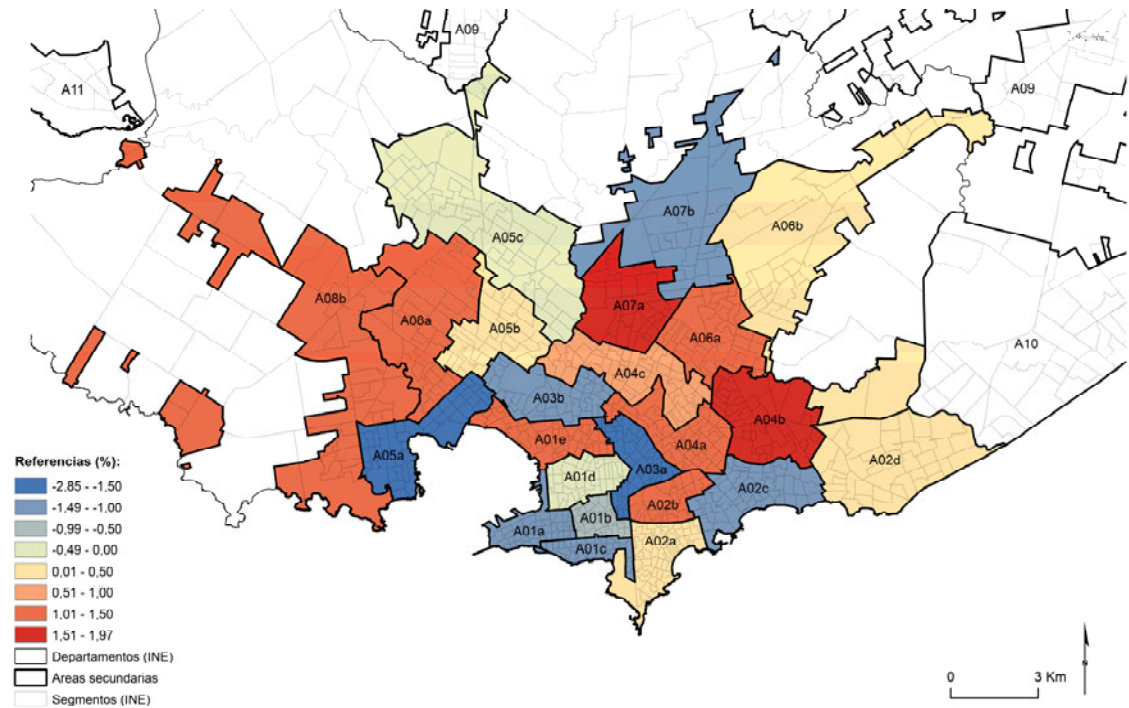 A09
A11
A09
A07b
A06b
A05c
A08b
A07a
A08a
A05b
A06a
A10
A04c
A03b
A04b
A01e
A04a
A05a
A03a
A02d
A01d
A02c
A02b
A01b
A01a
A02a
A01c
Referencias (%):
-2.85 - -1.50
-1.49 - -1.00
-0.99 - -0.50
-0,49 - 0,00
0,01 - 0,50
0,51 - 1,00
1,01 - 1,50
1,51 - 1,97
Departamentos (INE)
Areas secundarias
Segmentos (INE)
0 3 Km